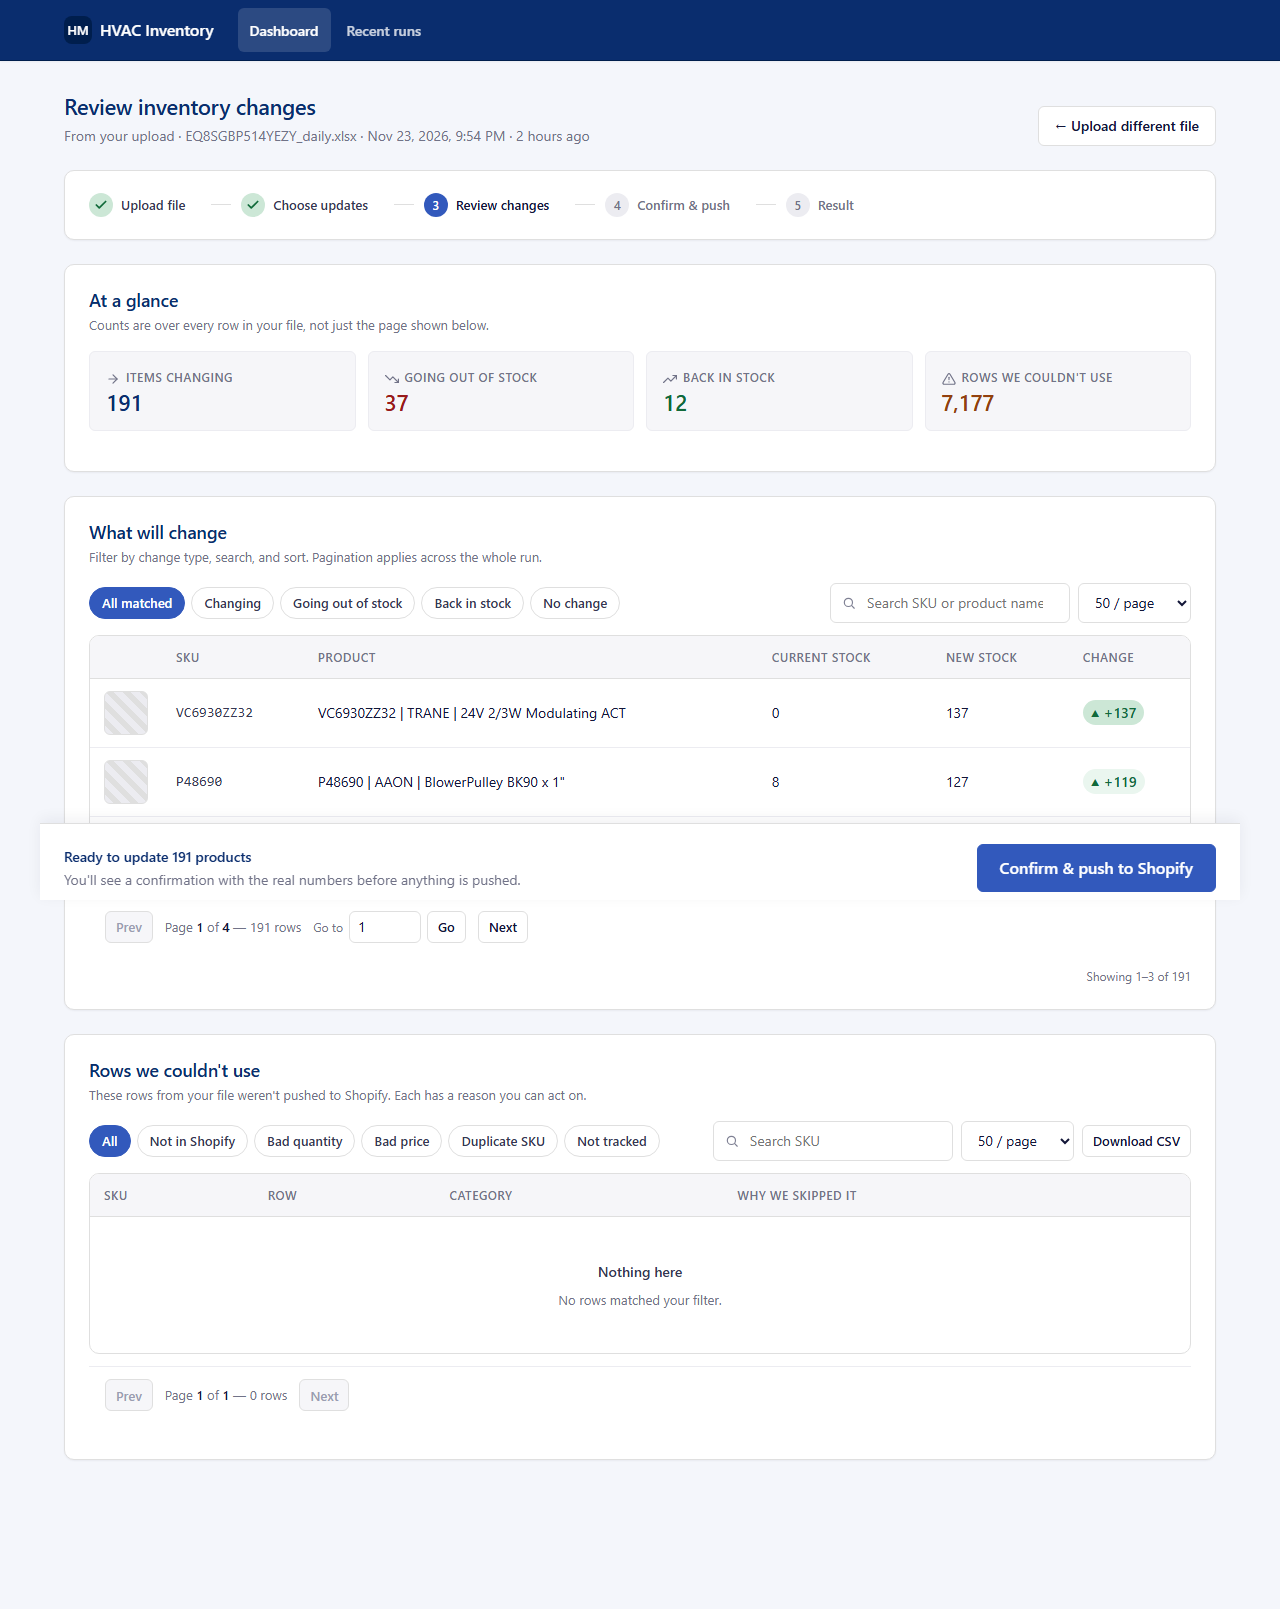 HM HVAC Inventory Dashboard Recent runs
Review inventory changes
From your upload · EQ8SGBP514YEZY_daily.xlsx · Nov 23, 2026, 9:54 PM · 2 hours ago
← Upload different file
Upload file Choose updates 3 Review changes 4 Confirm & push 5 Result
At a glance
Counts are over every row in your file, not just the page shown below.
ITEMS CHANGING
191
GOING OUT OF STOCK
37
BACK IN STOCK
12
ROWS WE COULDN'T USE
7,177
What will change
Filter by change type, search, and sort. Pagination applies across the whole run.
All matched Changing Going out of stock Back in stock No change Search SKU or product name 50 / page
SKU PRODUCT CURRENT STOCK NEW STOCK CHANGE
VC6930ZZ32 VC6930ZZ32 | TRANE | 24V 2/3W Modulating ACT 0 137 ▲ +137
P48690 P48690 | AAON | BlowerPulley BK90 x 1" 8 127 ▲ +119
Ready to update 191 products
You'll see a confirmation with the real numbers before anything is pushed.
Confirm & push to Shopify
Prev Page 1 of 4 — 191 rows Go to 1 Go Next
Showing 1–3 of 191
Rows we couldn't use
These rows from your file weren't pushed to Shopify. Each has a reason you can act on.
All Not in Shopify Bad quantity Bad price Duplicate SKU Not tracked Search SKU 50 / page Download CSV
SKU ROW CATEGORY WHY WE SKIPPED IT
Nothing here
No rows matched your filter.
Prev Page 1 of 1 — 0 rows Next